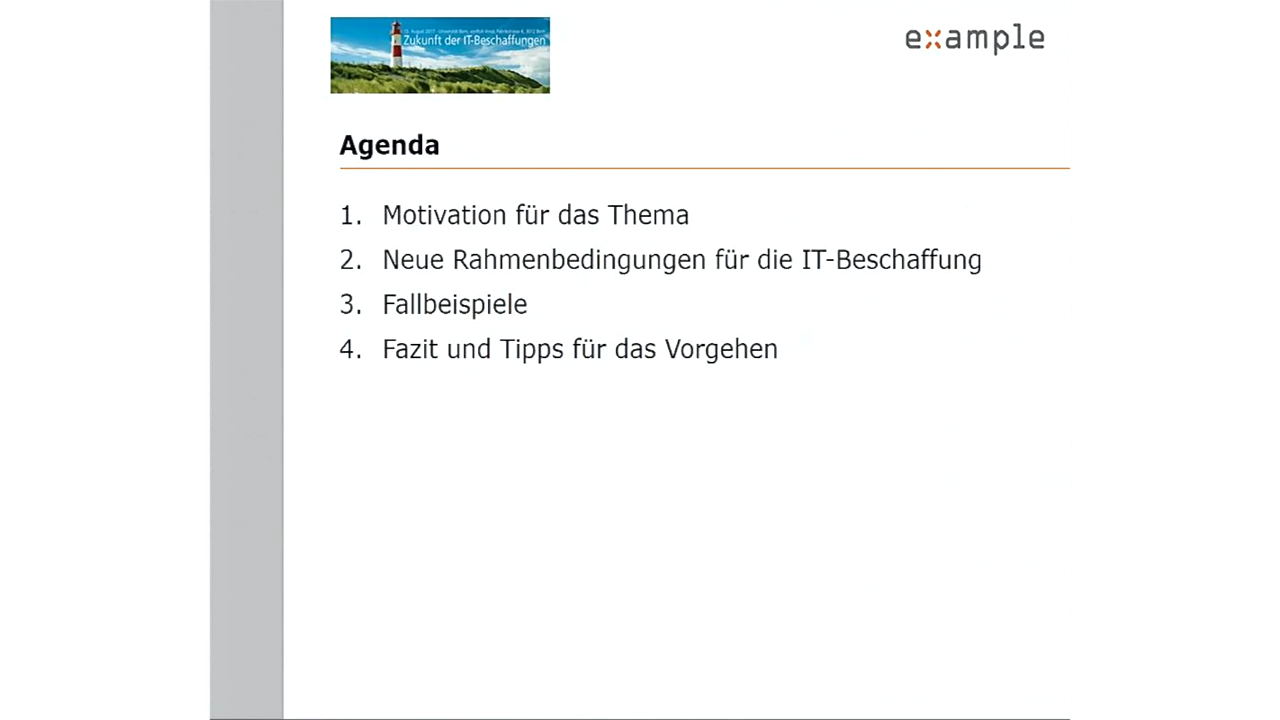 Zukunft der IT-Beschaffungen
example
Agenda
1. Motivation für das Thema
2. Neue Rahmenbedingungen für die IT-Beschaffung
3. Fallbeispiele
4. Fazit und Tipps für das Vorgehen